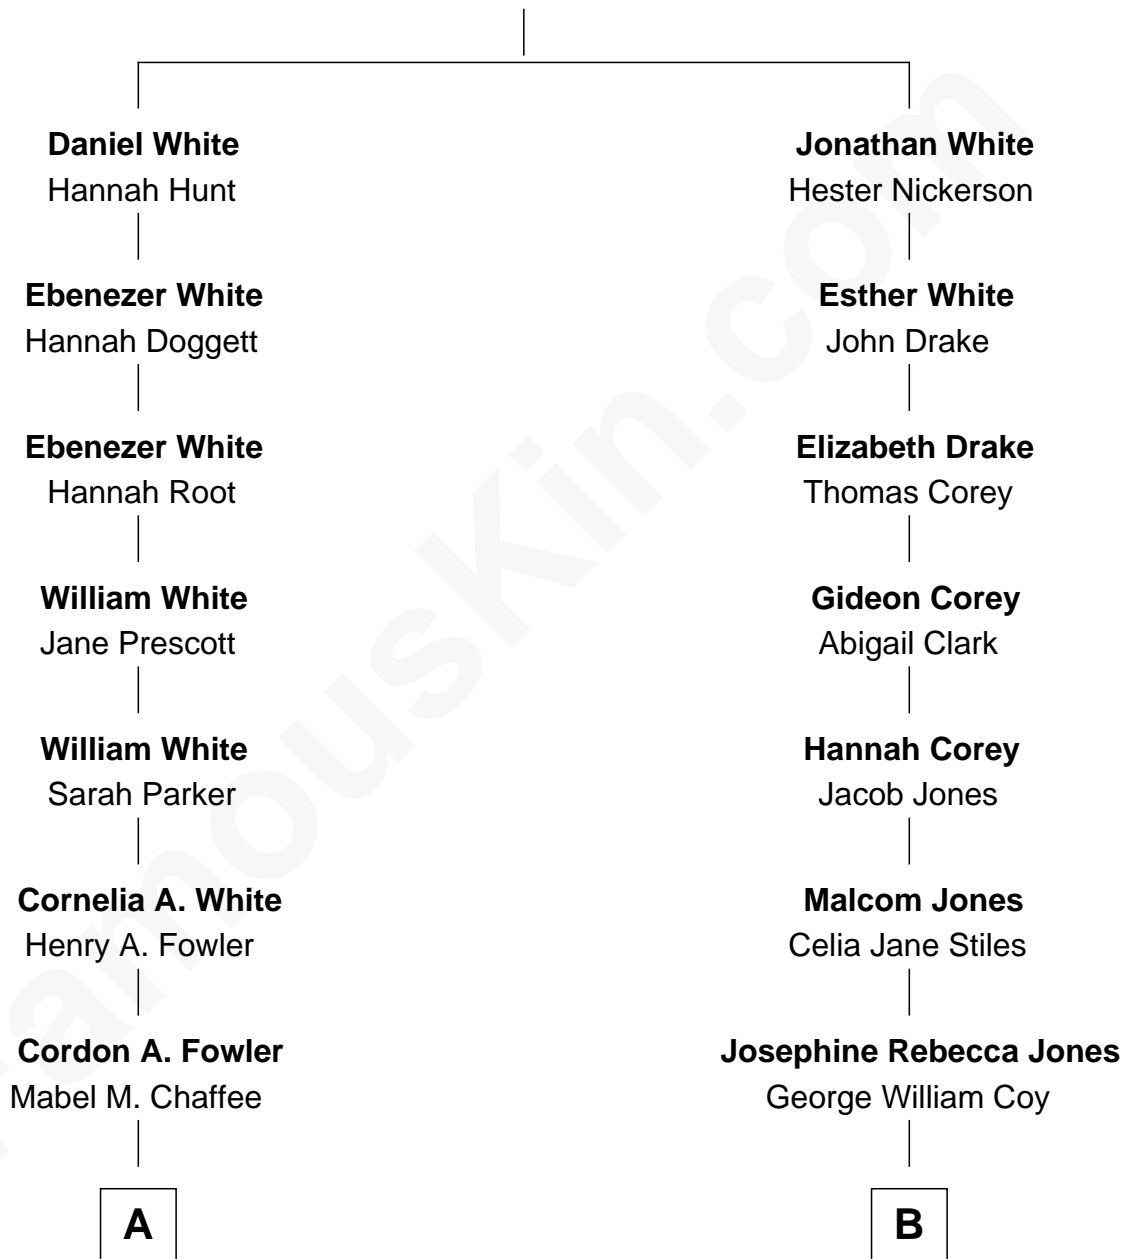 Daniel White
Hannah Hunt
Ebenezer White
Hannah Doggett
Ebenezer White
Hannah Root
William White
Jane Prescott
William White
Sarah Parker
Cornelia A. White
Henry A. Fowler
Cordon A. Fowler
Mabel M. Chaffee
A
Jonathan White
Hester Nickerson
Esther White
John Drake
Elizabeth Drake
Thomas Corey
Gideon Corey
Abigail Clark
Hannah Corey
Jacob Jones
Malcom Jones
Celia Jane Stiles
Josephine Rebecca Jones
George William Coy
B
FamousKin.com